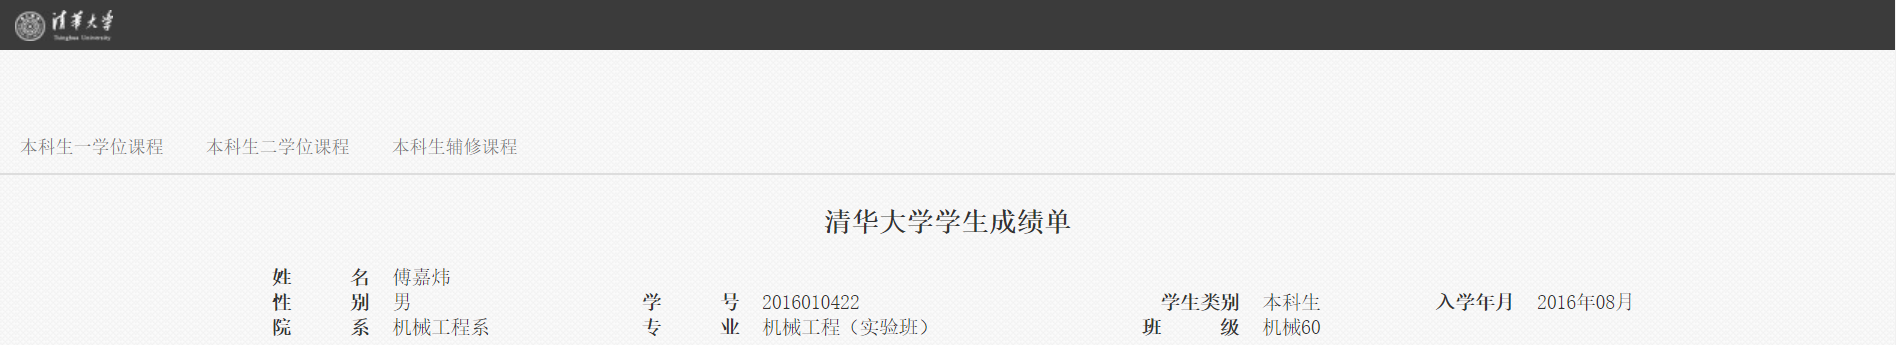 清华大学
Tsinghua University
本科生一学位课程 本科生二学位课程 本科生辅修课程
清华大学学生成绩单
姓 名 傅嘉炜
性 别 男 学 号 2016010422 学生类别 本科生 入学年月 2016年08月
院 系 机械工程系 专 业 机械工程（实验班） 班 级 机械60